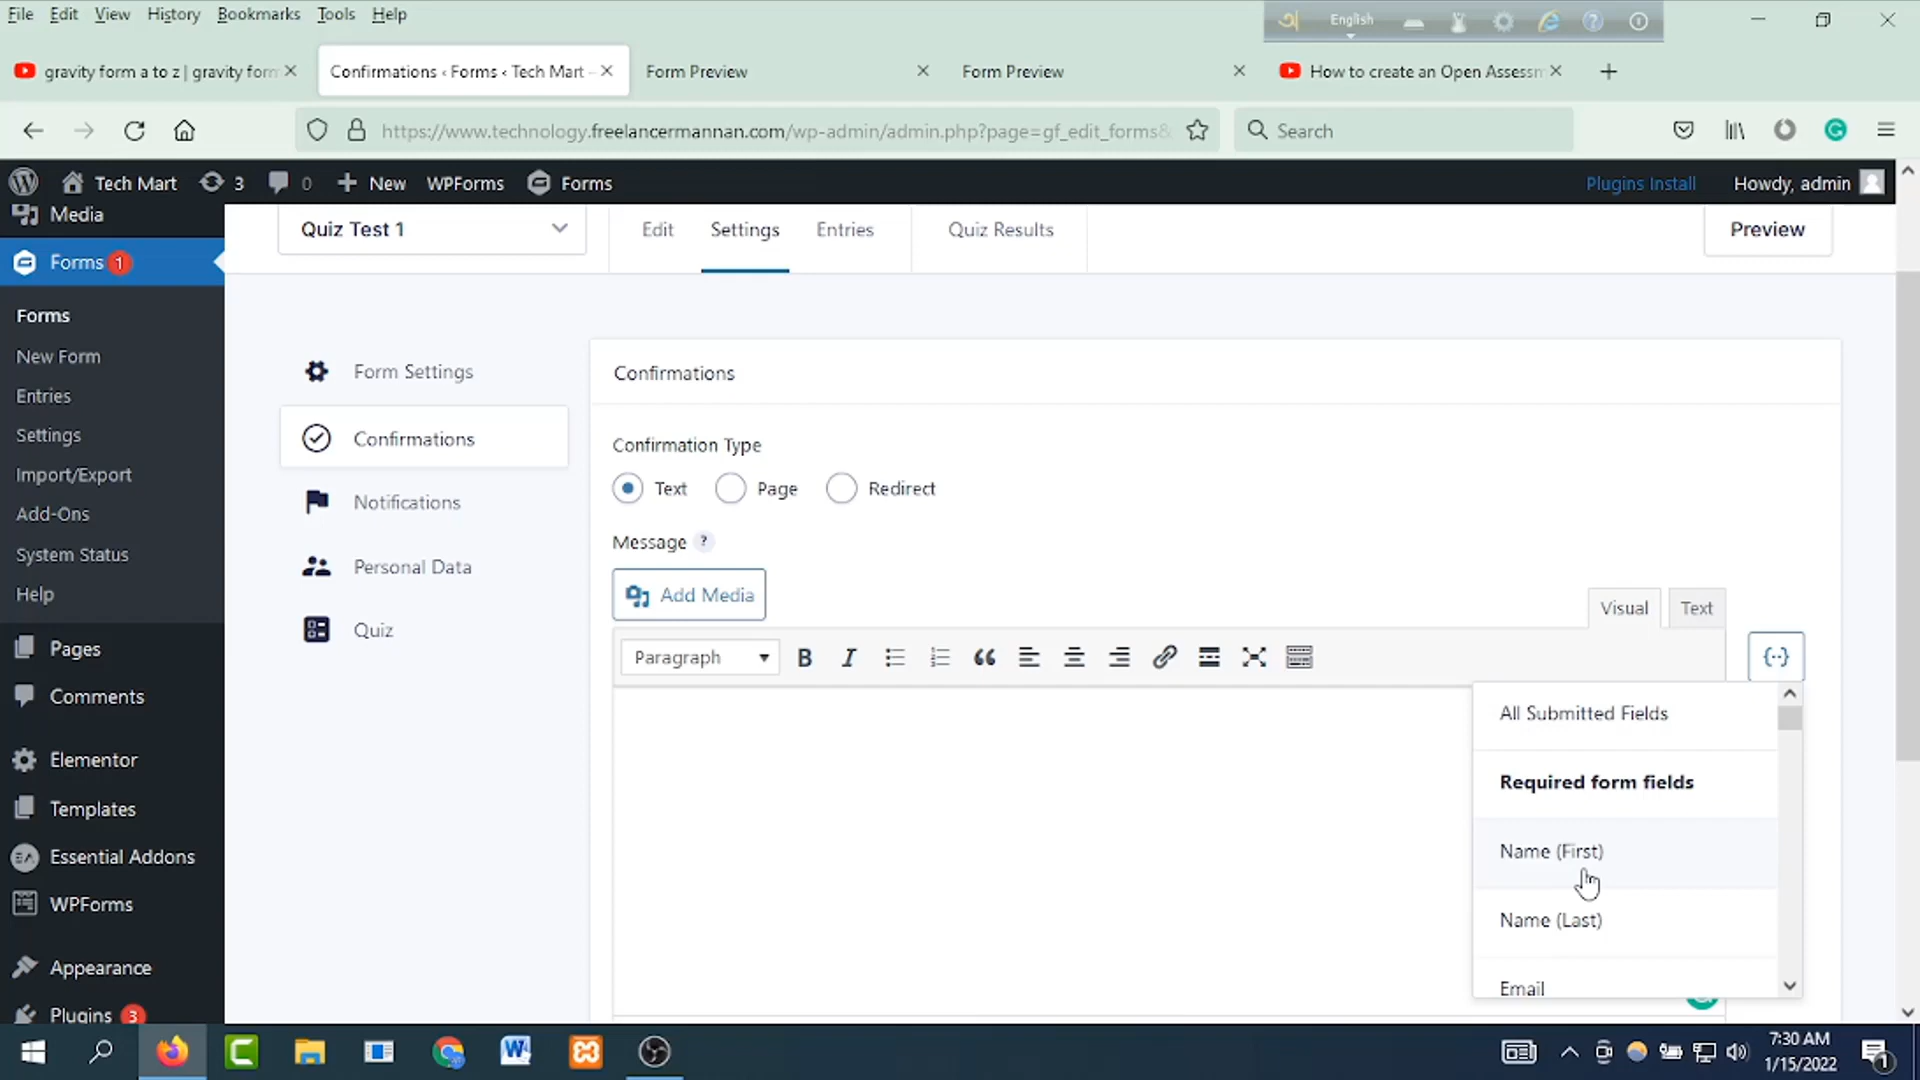 File Edit View History Bookmarks Tools Help
English
gravity form a to z | gravity forn
Confirmations ‹ Forms ‹ Tech Mart –
Form Preview
Form Preview
How to create an Open Assessm
https://www.technology.freelancermannan.com/wp-admin/admin.php?page=gf_edit_forms&
Search
Tech Mart 3 0 + New WPForms Forms
Plugins Install Howdy, admin
Media
Forms 1
Forms
New Form
Entries
Settings
Import/Export
Add-Ons
System Status
Help
Pages
Comments
Elementor
Templates
Essential Addons
WPForms
Appearance
Plugins 3
Quiz Test 1
Edit Settings Entries Quiz Results Preview
Form Settings
Confirmations
Notifications
Personal Data
Quiz
Confirmations
Confirmation Type
Text Page Redirect
Message ?
Add Media
Visual Text
Paragraph
All Submitted Fields
Required form fields
Name (First)
Name (Last)
Email
7:30 AM
1/15/2022
1